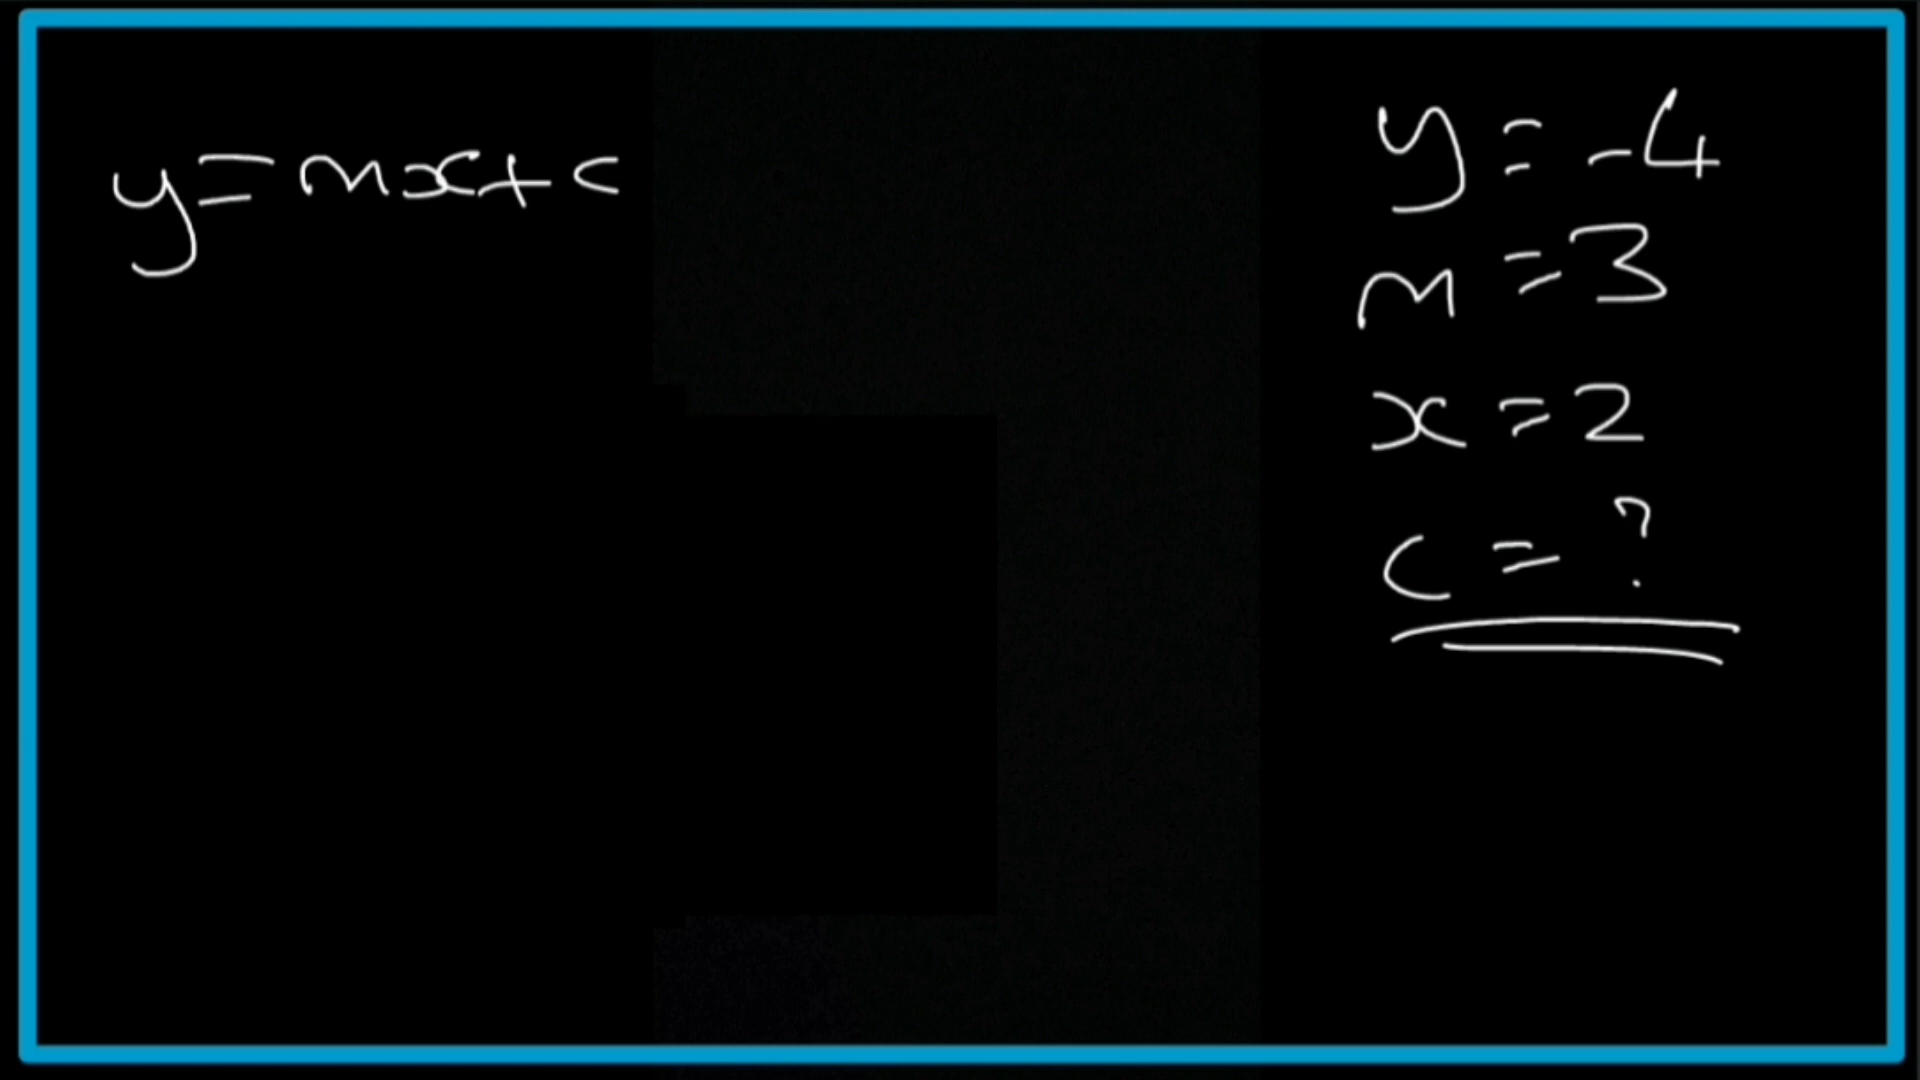 y=mx+c
y=-4
m=3
x=2
c=?